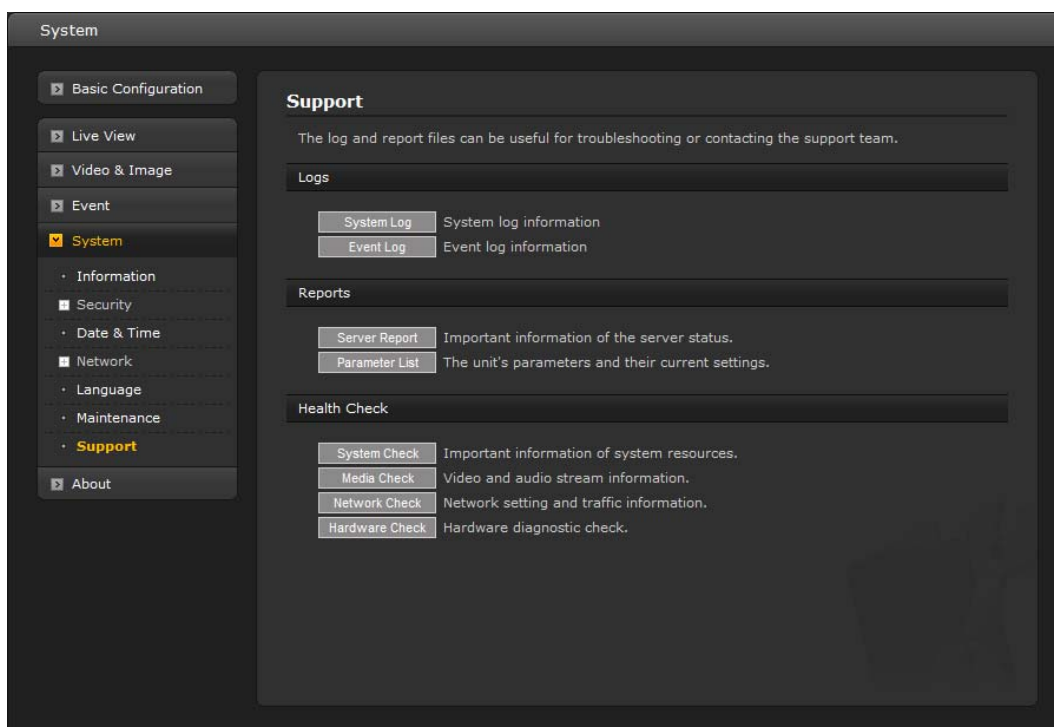 System
Basic Configuration
Live View
Video & Image
Event
System
· Information
Security
· Date & Time
Network
· Language
· Maintenance
· Support
About
Support
The log and report files can be useful for troubleshooting or contacting the support team.
Logs
System Log System log information
Event Log Event log information
Reports
Server Report Important information of the server status.
Parameter List The unit's parameters and their current settings.
Health Check
System Check Important information of system resources.
Media Check Video and audio stream information.
Network Check Network setting and traffic information.
Hardware Check Hardware diagnostic check.